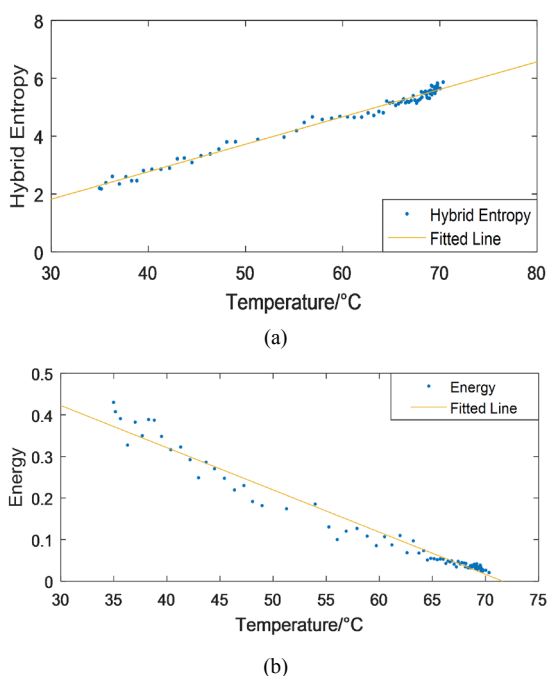 8
6
4
2
0
Hybrid Entropy
Hybrid Entropy
Fitted Line
30 40 50 60 70 80
Temperature/°C
(a)
0.5
0.4
0.3
0.2
0.1
0
Energy
Energy
Fitted Line
30 35 40 45 50 55 60 65 70 75
Temperature/°C
(b)